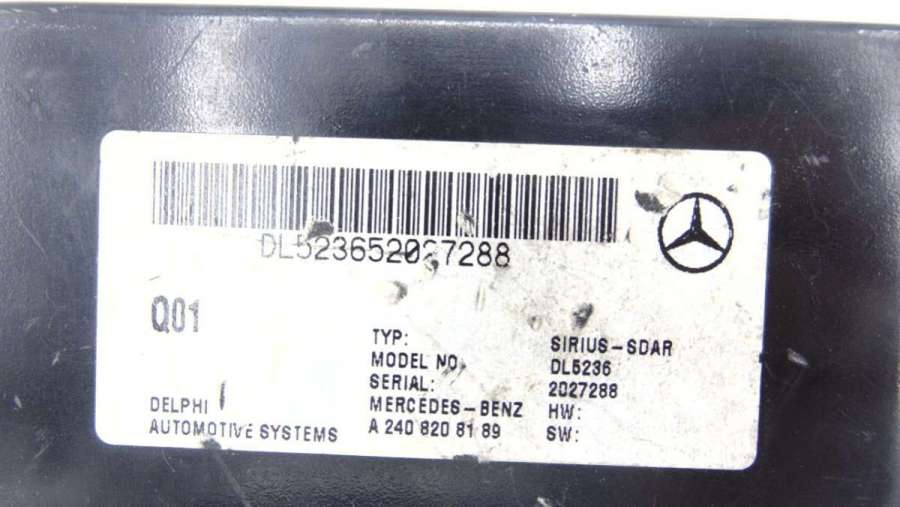 DL523652027288
Q01
TYP: SIRIUS-SDAR
MODEL NO. DL5236
SERIAL: 2027288
DELPHI MERCEDES-BENZ HW:
AUTOMOTIVE SYSTEMS A 240 820 81 89 SW: